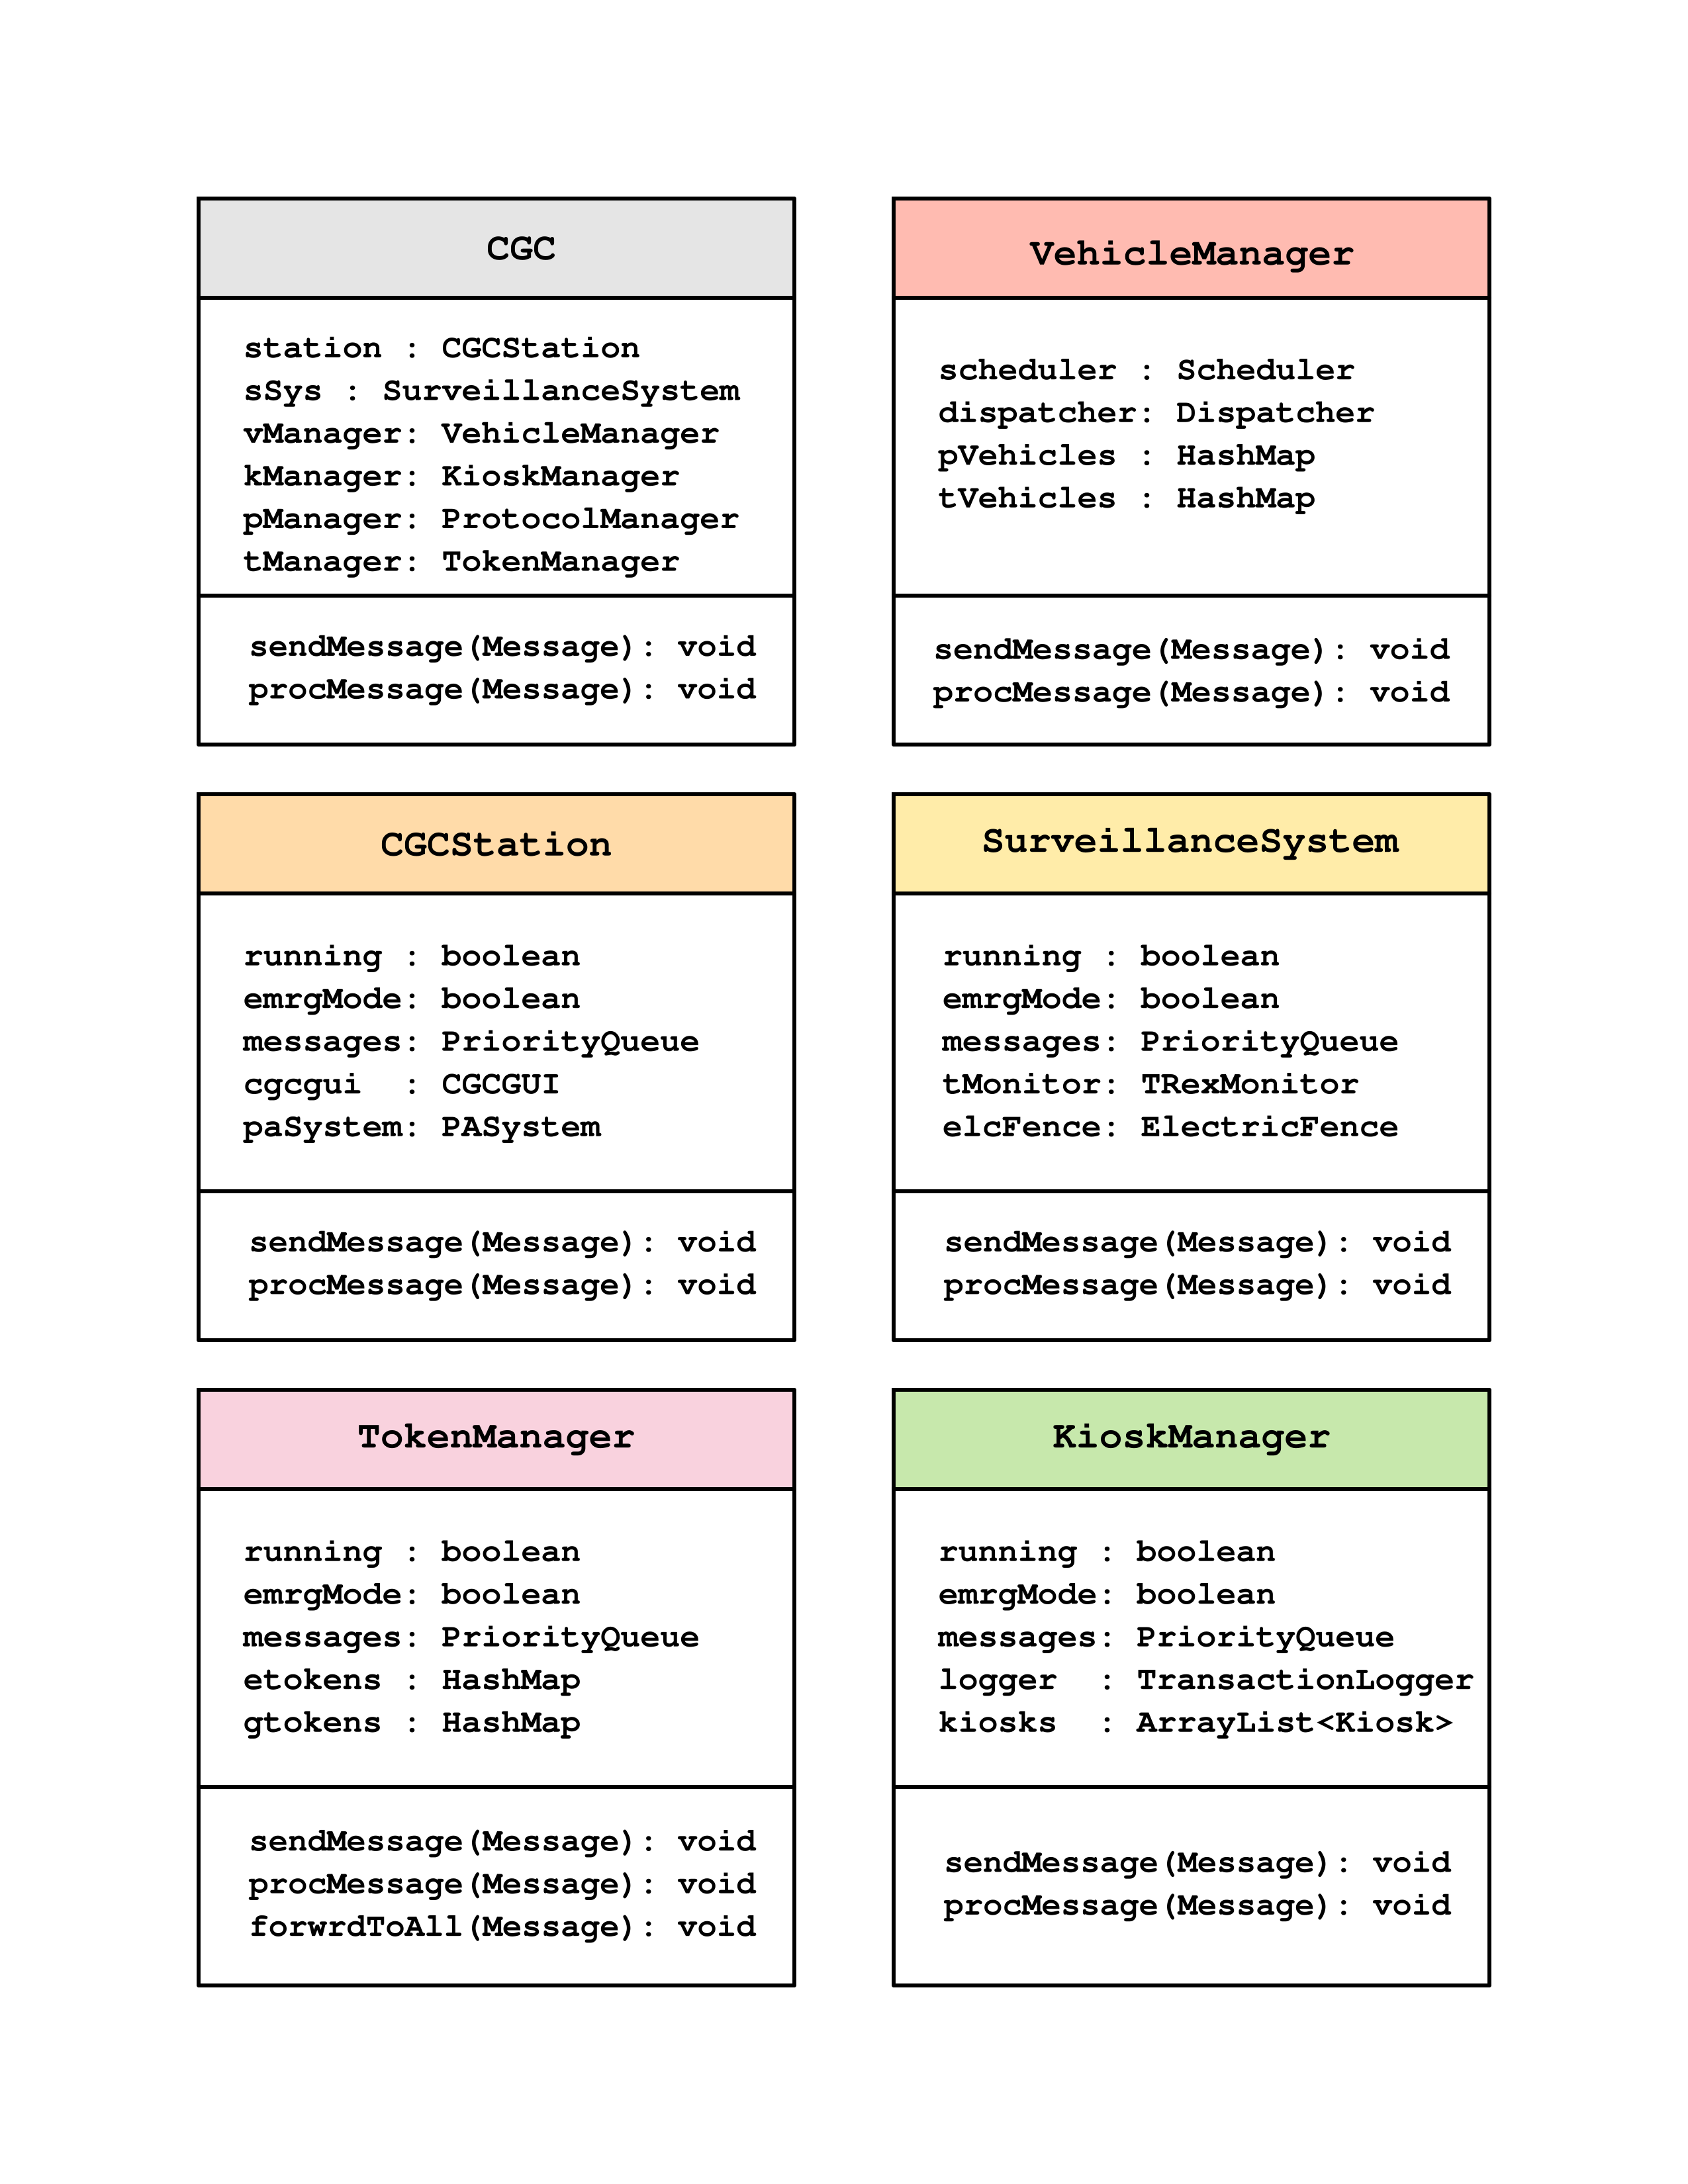 CGC
station : CGCStation
sSys : SurveillanceSystem
vManager: VehicleManager
kManager: KioskManager
pManager: ProtocolManager
tManager: TokenManager
sendMessage(Message): void
procMessage(Message): void
VehicleManager
scheduler : Scheduler
dispatcher: Dispatcher
pVehicles : HashMap
tVehicles : HashMap
sendMessage(Message): void
procMessage(Message): void
CGCStation
running : boolean
emrgMode: boolean
messages: PriorityQueue
cgcgui  : CGCGUI
paSystem: PASystem
sendMessage(Message): void
procMessage(Message): void
SurveillanceSystem
running : boolean
emrgMode: boolean
messages: PriorityQueue
tMonitor: TRexMonitor
elcFence: ElectricFence
sendMessage(Message): void
procMessage(Message): void
TokenManager
running : boolean
emrgMode: boolean
messages: PriorityQueue
etokens : HashMap
gtokens : HashMap
sendMessage(Message): void
procMessage(Message): void
forwrdToAll(Message): void
KioskManager
running : boolean
emrgMode: boolean
messages: PriorityQueue
logger  : TransactionLogger
kiosks  : ArrayList<Kiosk>
sendMessage(Message): void
procMessage(Message): void